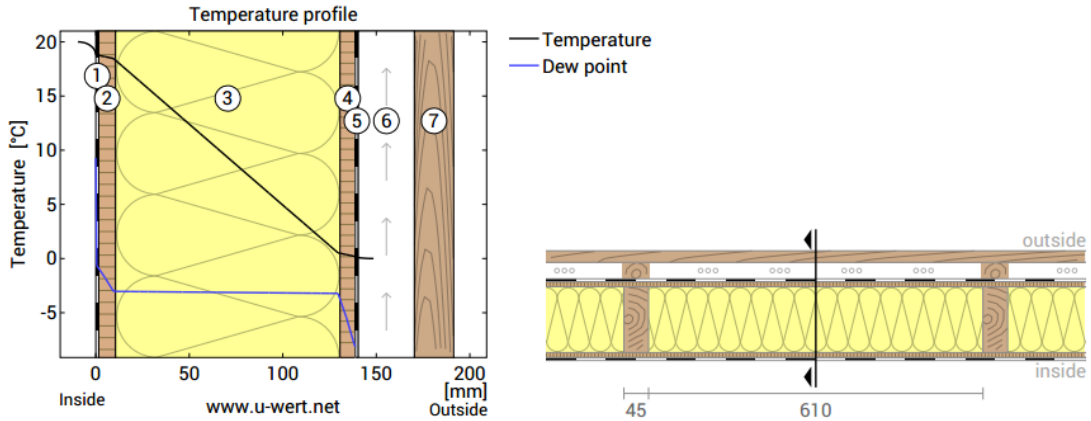 Temperature profile
Temperature
Dew point
Temperature [°C]
20
15
10
5
0
-5
1
2
3
4
5
6
7
0
50
100
150
200
[mm]
Inside
www.u-wert.net
Outside
outside
inside
45
610